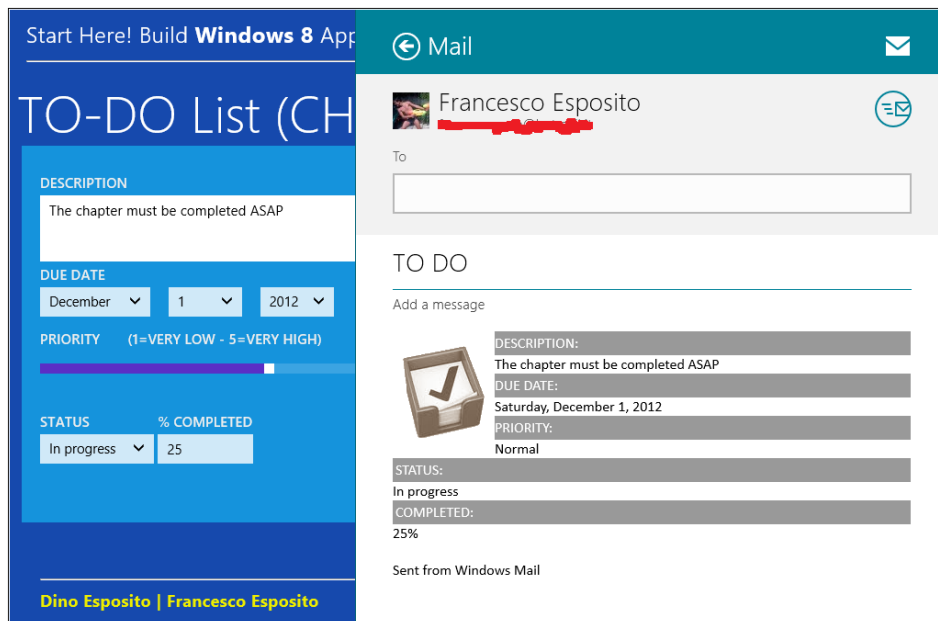 Start Here! Build Windows 8 App
TO-DO List (CH
DESCRIPTION
The chapter must be completed ASAP
DUE DATE
December 1 2012
PRIORITY (1=VERY LOW - 5=VERY HIGH)
STATUS % COMPLETED
In progress 25
Dino Esposito | Francesco Esposito
Mail
Francesco Esposito
To
TO DO
Add a message
DESCRIPTION:
The chapter must be completed ASAP
DUE DATE:
Saturday, December 1, 2012
PRIORITY:
Normal
STATUS:
In progress
COMPLETED:
25%
Sent from Windows Mail